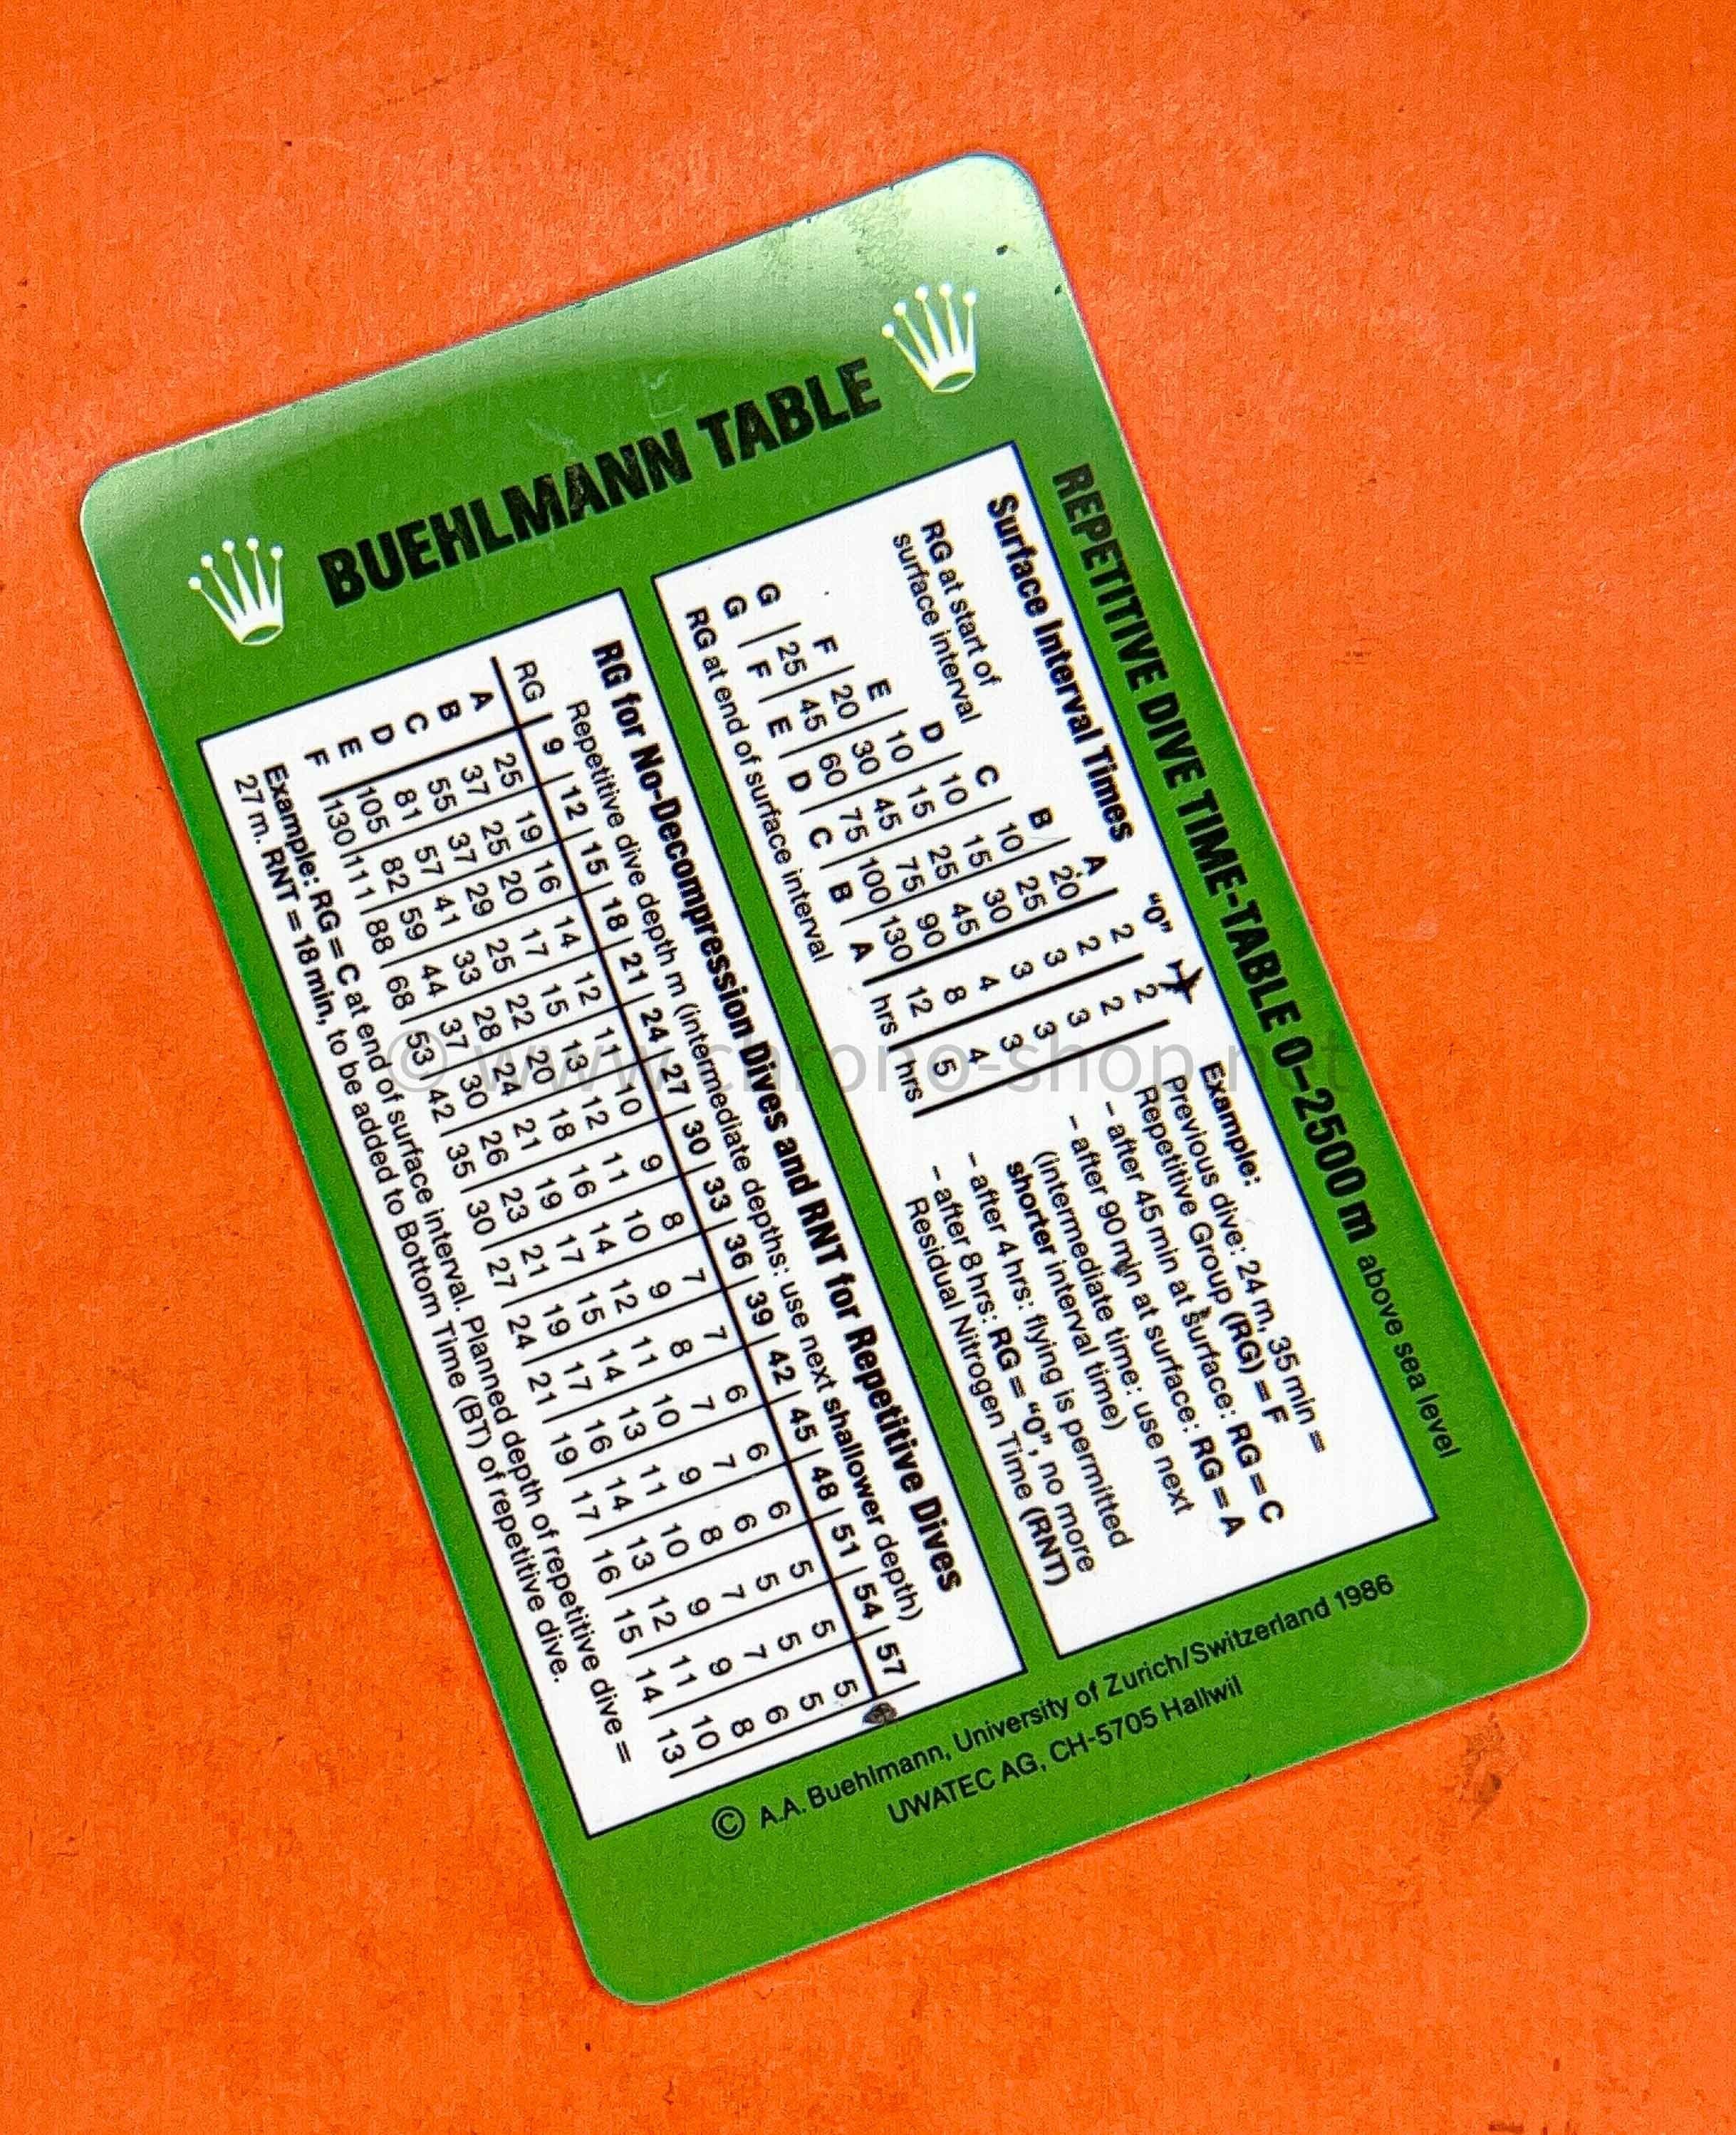 BUEHLMANN TABLE
REPETITIVE DIVE TIME-TABLE 0–2500 m above sea level
Surface Interval Times
RG at start of
surface interval
"0"
A 2 2
B 20 2 2
C 10 25 3 3
D 10 15 30 3 3
E 10 15 25 45 4 3
F 20 30 45 75 90 8 4
G 25 45 60 75 100 130 12 5
G F E D C B A hrs hrs
RG at end of surface interval
Example:
Previous dive: 24 m, 35 min =
Repetitive Group (RG) = F
– after 45 min at surface: RG = C
– after 90 min at surface: RG = A
(intermediate time: use next
shorter interval time)
– after 4 hrs: flying is permitted
– after 8 hrs: RG = "0", no more
Residual Nitrogen Time (RNT)
RG for No-Decompression Dives and RNT for Repetitive Dives
Repetitive dive depth m (intermediate depths: use next shallower depth)
RG 9 12 15 18 21 24 27 30 33 36 39 42 45 48 51 54 57
A 25 19 16 14 12 11 10 9 8 7 7 6 6 6 5 5 5
B 37 25 20 17 15 13 12 11 10 9 8 7 7 6 5 5 5
C 55 37 29 25 22 20 18 16 14 12 11 10 9 8 7 7 6
D 81 57 41 33 28 24 21 19 17 15 14 13 11 10 9 9 8
E 105 82 59 44 37 30 26 23 21 19 17 16 14 13 12 11 10
F 130 111 88 68 53 42 35 30 27 24 21 19 17 16 15 14 13
Example: RG = C at end of surface interval. Planned depth of repetitive dive =
27 m. RNT = 18 min, to be added to Bottom Time (BT) of repetitive dive.
© A.A. Buehlmann, University of Zurich/Switzerland 1986
UWATEC AG, CH-5705 Hallwil
© www.chrono-shop.net